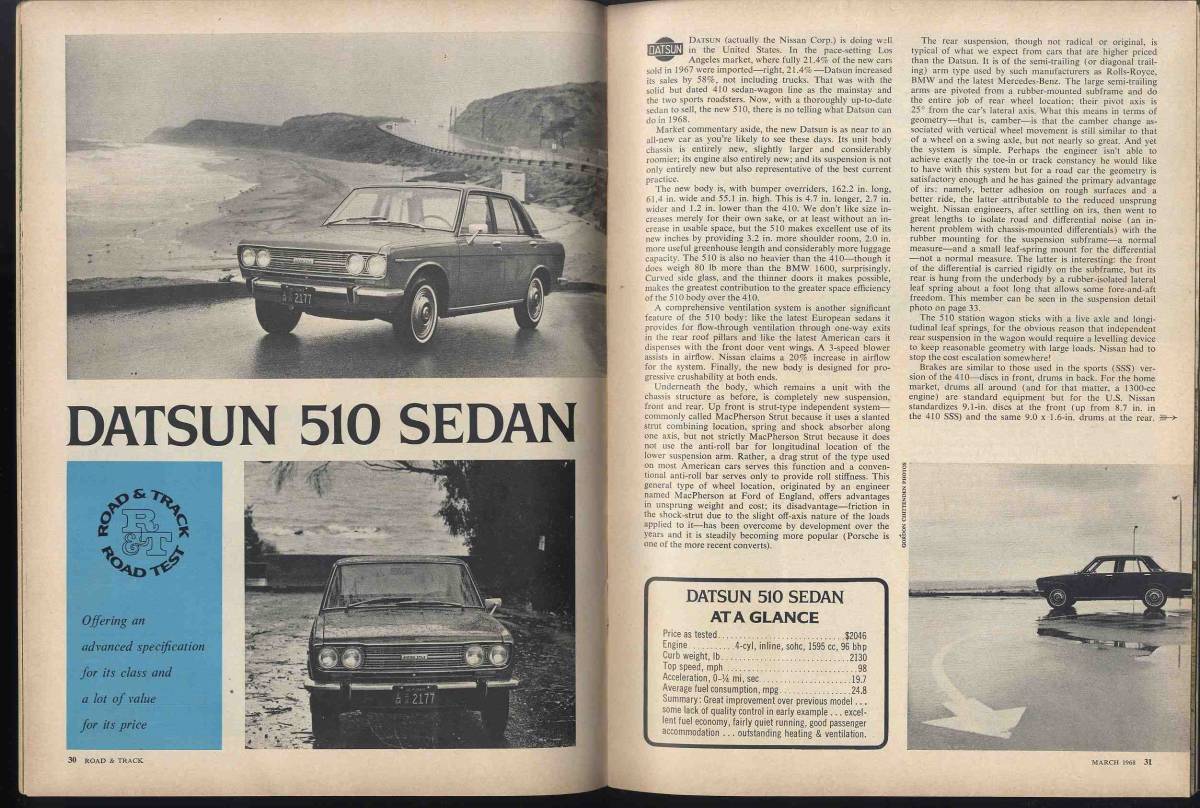 DATSUN 510 SEDAN
ROAD & TRACK
R&T
ROAD TEST
Offering an
advanced specification
for its class and
a lot of value
for its price
2177
2177
30 ROAD & TRACK
DATSUN
DATSUN (actually the Nissan Corp.) is doing well
in the United States. In the pace-setting Los
Angeles market, where fully 21.4% of the new cars
sold in 1967 were imported—right, 21.4%—Datsun increased
its sales by 58%, not including trucks. That was with the
solid but dated 410 sedan-wagon line as the mainstay and
the two sports roadsters. Now, with a thoroughly up-to-date
sedan to sell, the new 510, there is no telling what Datsun can
do in 1968.
Market commentary aside, the new Datsun is as near to an
all-new car as you're likely to see these days. Its unit body
chassis is entirely new, slightly larger and considerably
roomier; its engine also entirely new; and its suspension is not
only entirely new but also representative of the best current
practice.
The new body is, with bumper overriders, 162.2 in. long,
61.4 in. wide and 55.1 in. high. This is 4.7 in. longer, 2.7 in.
wider and 1.2 in. lower than the 410. We don't like size in-
creases merely for their own sake, or at least without an in-
crease in usable space, but the 510 makes excellent use of its
new inches by providing 3.2 in. more shoulder room, 2.0 in.
more useful greenhouse length and considerably more luggage
capacity. The 510 is also no heavier than the 410—though it
does weigh 80 lb more than the BMW 1600, surprisingly.
Curved side glass, and the thinner doors it makes possible,
makes the greatest contribution to the greater space efficiency
of the 510 body over the 410.
A comprehensive ventilation system is another significant
feature of the 510 body: like the latest European sedans it
provides for flow-through ventilation through one-way exits
in the rear roof pillars and like the latest American cars it
dispenses with the front door vent wings. A 3-speed blower
assists in airflow. Nissan claims a 20% increase in airflow
for the system. Finally, the new body is designed for pro-
gressive crushability at both ends.
Underneath the body, which remains a unit with the
chassis structure as before, is completely new suspension,
front and rear. Up front is strut-type independent system—
commonly called MacPherson Strut because it uses a slanted
strut combining location, spring and shock absorber along
one axis, but not strictly MacPherson Strut because it does
not use the anti-roll bar for longitudinal location of the
lower suspension arm. Rather, a drag strut of the type used
on most American cars serves this function and a conven-
tional anti-roll bar serves only to provide roll stiffness. This
general type of wheel location, originated by an engineer
named MacPherson at Ford of England, offers advantages
in unsprung weight and cost; its disadvantage—friction in
the shock-strut due to the slight off-axis nature of the loads
applied to it—has been overcome by development over the
years and it is steadily becoming more popular (Porsche is
one of the more recent converts).
DATSUN 510 SEDAN
AT A GLANCE
Price as tested . . . $2046
Engine . . . 4-cyl, inline, sohc, 1595 cc, 96 bhp
Curb weight, lb . . . 2130
Top speed, mph . . . 98
Acceleration, 0–¼ mi, sec . . . 19.7
Average fuel consumption, mpg . . . 24.8
Summary: Great improvement over previous model . . .
some lack of quality control in early example . . . excel-
lent fuel economy, fairly quiet running, good passenger
accommodation . . . outstanding heating & ventilation.
The rear suspension, though not radical or original, is
typical of what we expect from cars that are higher priced
than the Datsun. It is of the semi-trailing (or diagonal trail-
ing) arm type used by such manufacturers as Rolls-Royce,
BMW and the latest Mercedes-Benz. The large semi-trailing
arms are pivoted from a rubber-mounted subframe and do
the entire job of rear wheel location; their pivot axis is
25° from the car's lateral axis. What this means in terms of
geometry—that is, camber—is that the camber change as-
sociated with vertical wheel movement is still similar to that
of a wheel on a swing axle, but not nearly so great. And yet
the system is simple. Perhaps the engineer isn't able to
achieve exactly the toe-in or track constancy he would like
to have with this system but for a road car the geometry is
satisfactory enough and he has gained the primary advantage
of irs: namely, better adhesion on rough surfaces and a
better ride, the latter attributable to the reduced unsprung
weight. Nissan engineers, after settling on irs, then went to
great lengths to isolate road and differential noise (an in-
herent problem with chassis-mounted differentials) with the
rubber mounting for the suspension subframe—a normal
measure—and a small leaf-spring mount for the differential
—not a normal measure. The latter is interesting: the front
of the differential is carried rigidly on the subframe, but its
rear is hung from the underbody by a rubber-isolated lateral
leaf spring about a foot long that allows some fore-and-aft
freedom. This member can be seen in the suspension detail
photo on page 33.
The 510 station wagon sticks with a live axle and longi-
tudinal leaf springs, for the obvious reason that independent
rear suspension in the wagon would require a levelling device
to keep reasonable geometry with large loads. Nissan had to
stop the cost escalation somewhere!
Brakes are similar to those used in the sports (SSS) ver-
sion of the 410—discs in front, drums in back. For the home
market, drums all around (and for that matter, a 1300-cc
engine) are standard equipment but for the U.S. Nissan
standardizes 9.1-in. discs at the front (up from 8.7 in. in
the 410 SSS) and the same 9.0 x 1.6-in. drums at the rear.
GORDON CHITTENDEN PHOTOS
MARCH 1968 31